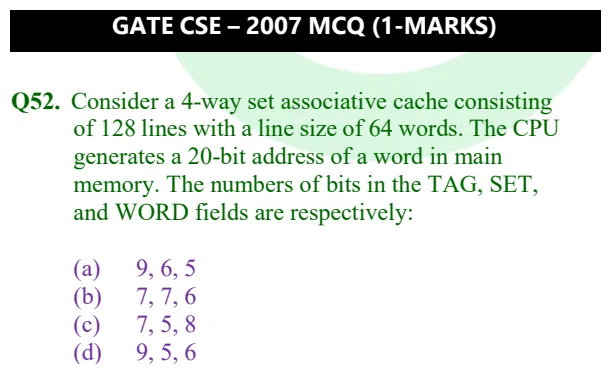 GATE CSE – 2007 MCQ (1-MARKS)
Q52. Consider a 4-way set associative cache consisting
of 128 lines with a line size of 64 words. The CPU
generates a 20-bit address of a word in main
memory. The numbers of bits in the TAG, SET,
and WORD fields are respectively:
(a) 9, 6, 5
(b) 7, 7, 6
(c) 7, 5, 8
(d) 9, 5, 6